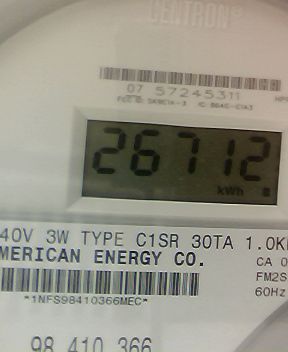 CENTRON®
07 57245311
26712
kWh
40V 3W TYPE C1SR 30TA 1.0K
MERICAN ENERGY CO.
CA 0
FM2S
60Hz
*1NFS98410366MEC*
98 410 366